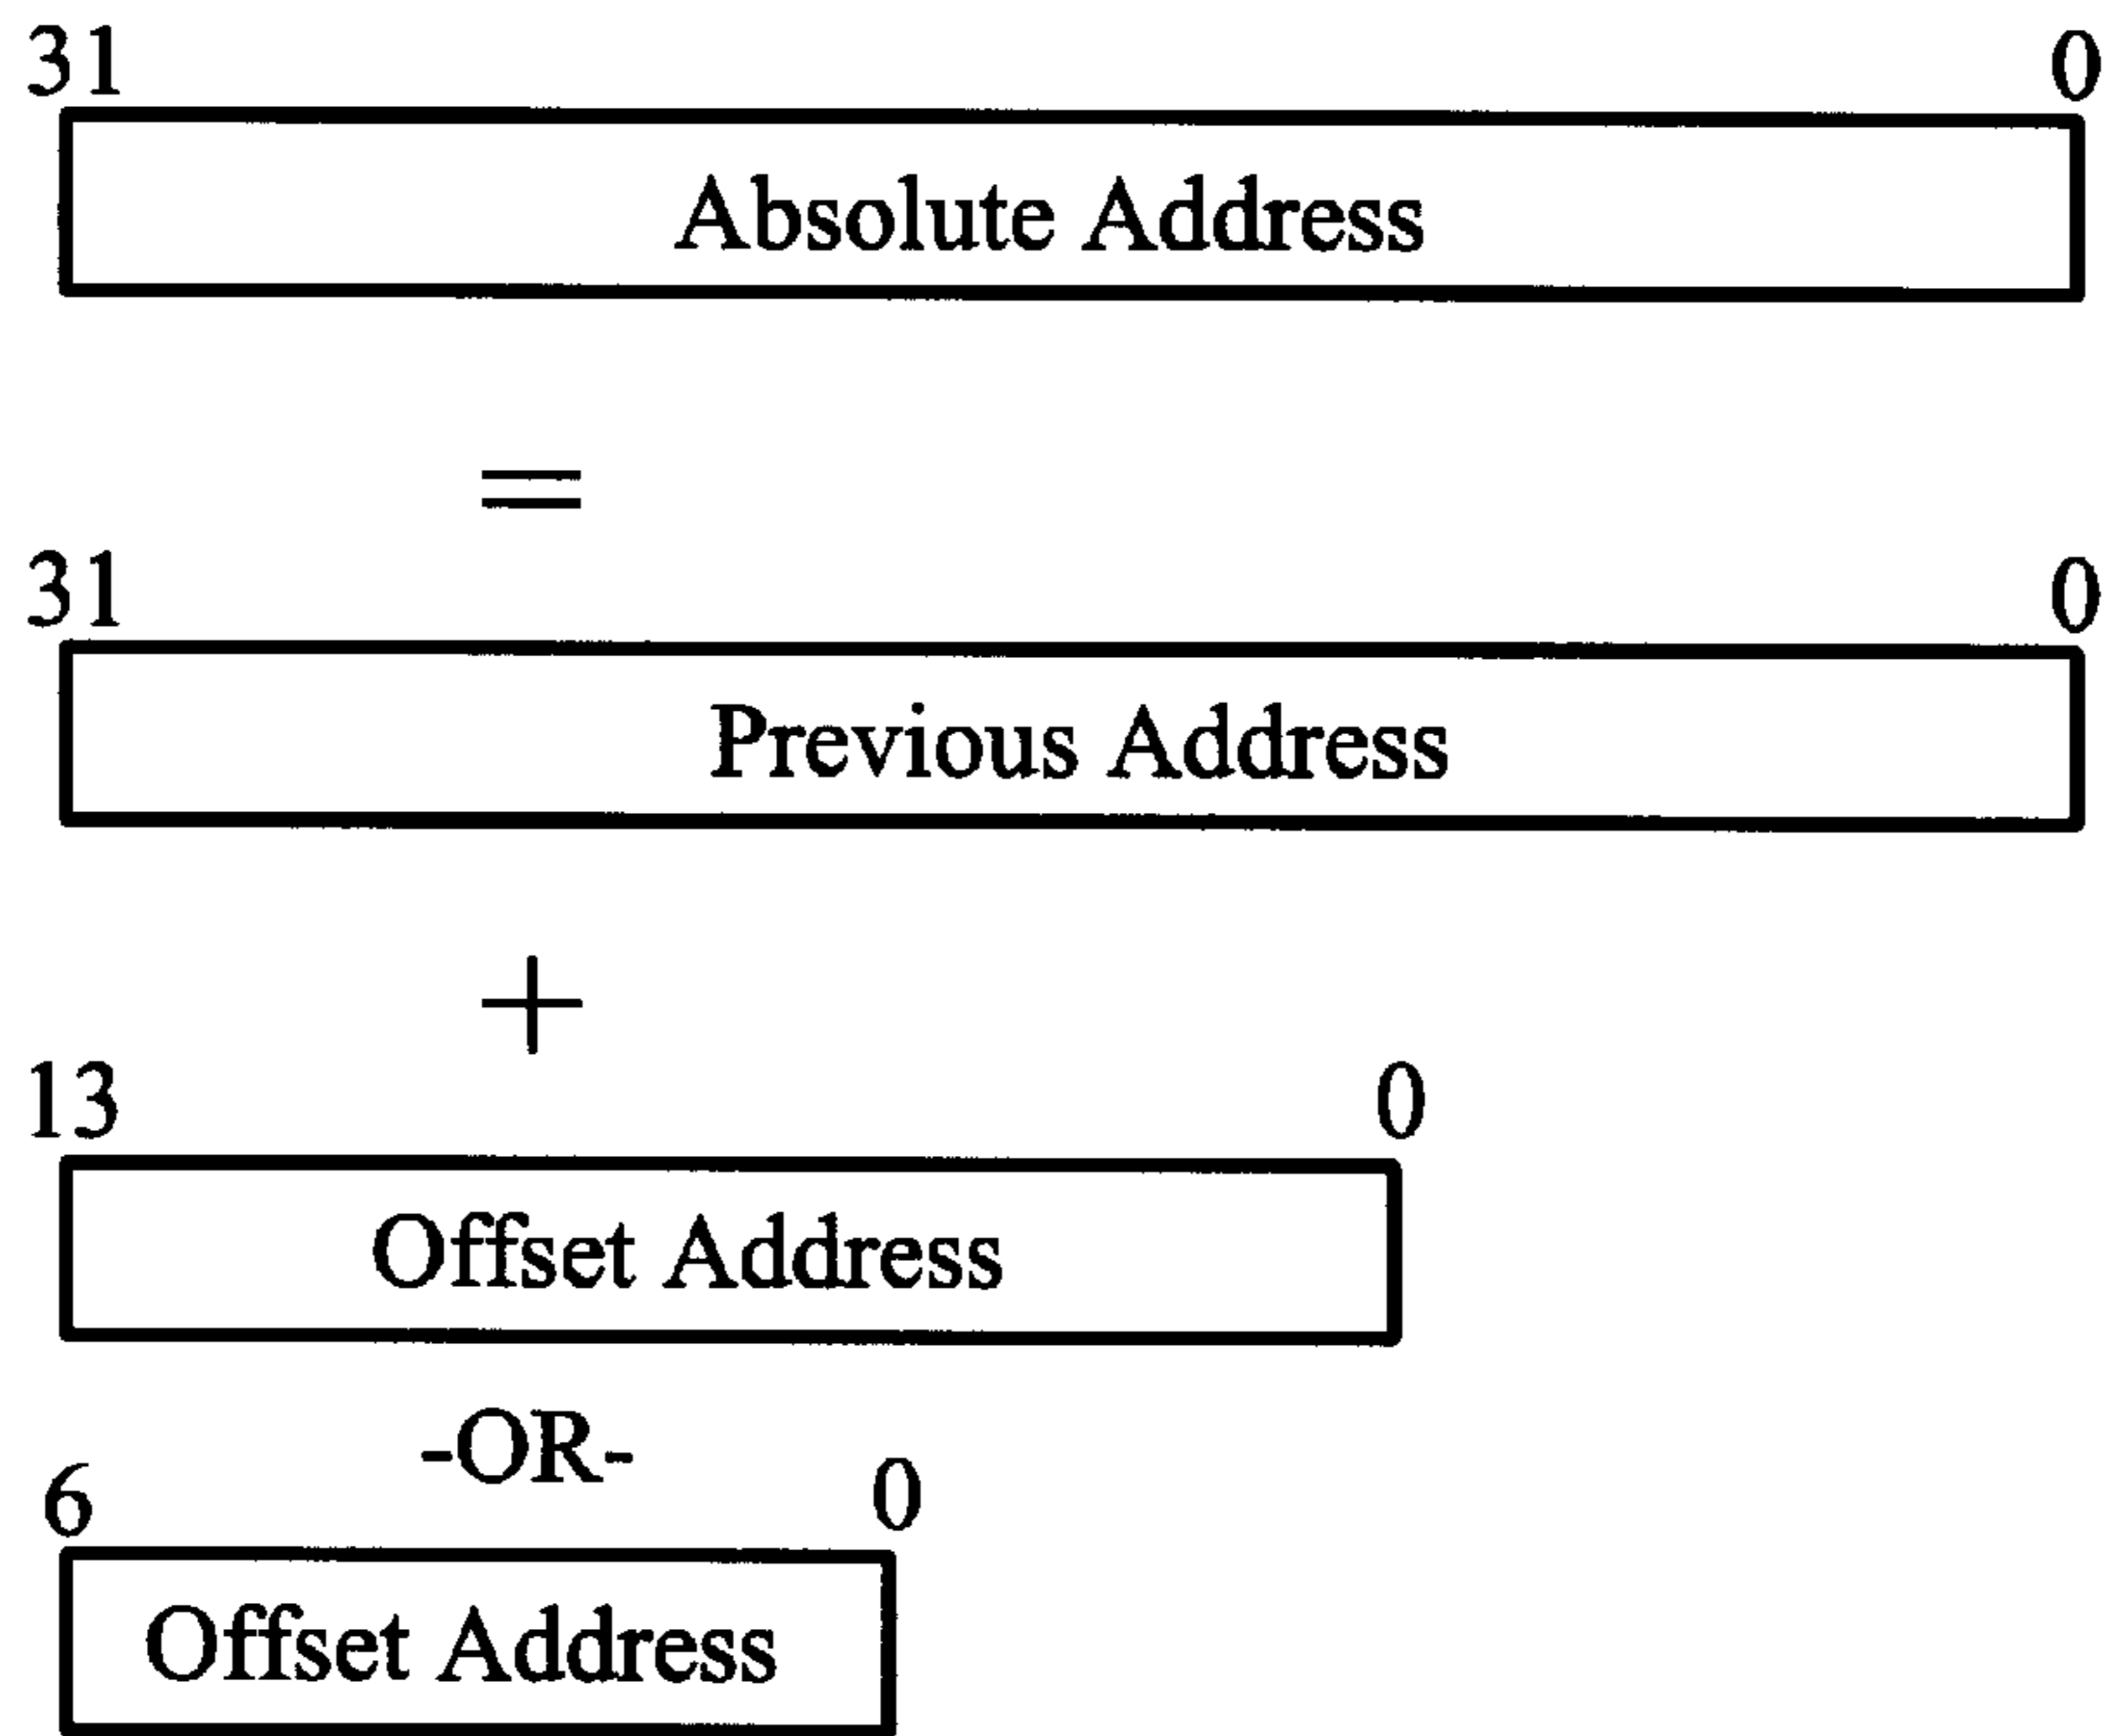 31 0
Absolute Address
=
31 0
Previous Address
+
13 0
Offset Address
-OR-
6 0
Offset Address